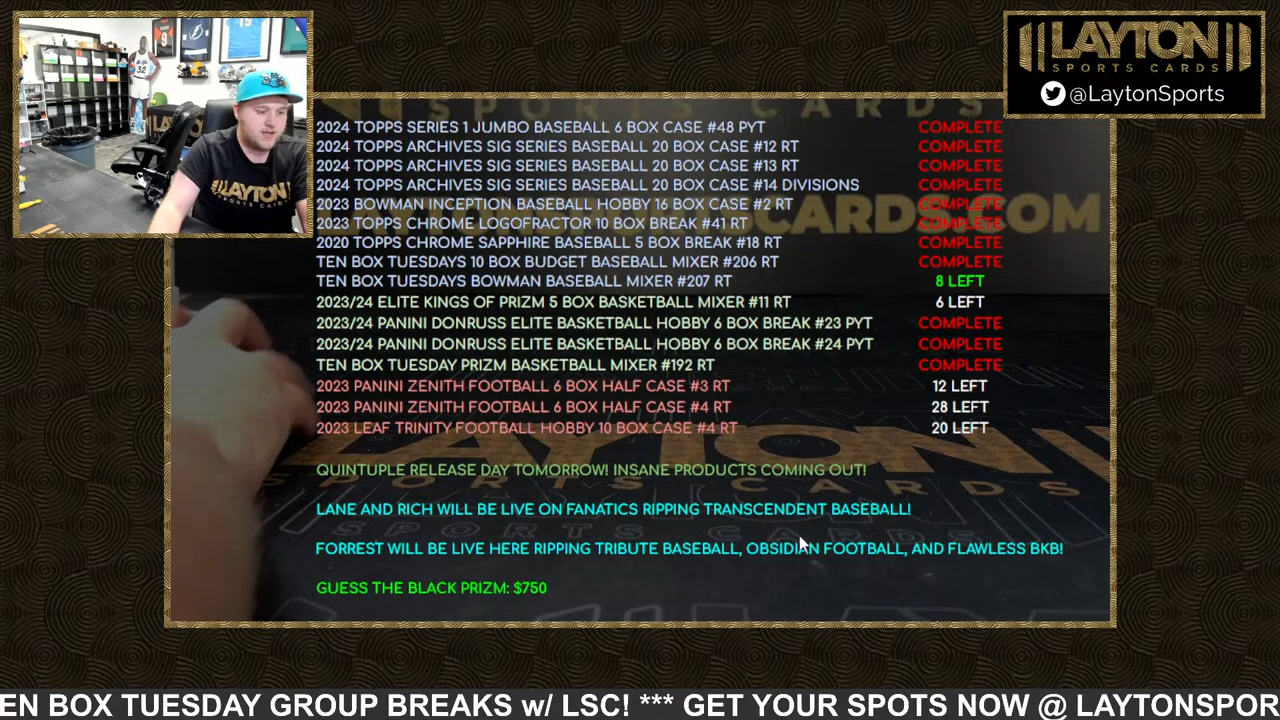 LAYTON
SPORTS CARDS
@LaytonSports
SPORTS CARDS
2024 TOPPS SERIES 1 JUMBO BASEBALL 6 BOX CASE #48 PYT COMPLETE
2024 TOPPS ARCHIVES SIG SERIES BASEBALL 20 BOX CASE #12 RT COMPLETE
2024 TOPPS ARCHIVES SIG SERIES BASEBALL 20 BOX CASE #13 RT COMPLETE
2024 TOPPS ARCHIVES SIG SERIES BASEBALL 20 BOX CASE #14 DIVISIONS COMPLETE
2023 BOWMAN INCEPTION BASEBALL HOBBY 16 BOX CASE #2 RT COMPLETE
2023 TOPPS CHROME LOGOFRACTOR 10 BOX BREAK #41 RT COMPLETE
2020 TOPPS CHROME SAPPHIRE BASEBALL 5 BOX BREAK #18 RT COMPLETE
TEN BOX TUESDAYS 10 BOX BUDGET BASEBALL MIXER #206 RT COMPLETE
TEN BOX TUESDAYS BOWMAN BASEBALL MIXER #207 RT 8 LEFT
2023/24 ELITE KINGS OF PRIZM 5 BOX BASKETBALL MIXER #11 RT 6 LEFT
2023/24 PANINI DONRUSS ELITE BASKETBALL HOBBY 6 BOX BREAK #23 PYT COMPLETE
2023/24 PANINI DONRUSS ELITE BASKETBALL HOBBY 6 BOX BREAK #24 PYT COMPLETE
TEN BOX TUESDAY PRIZM BASKETBALL MIXER #192 RT COMPLETE
2023 PANINI ZENITH FOOTBALL 6 BOX HALF CASE #3 RT 12 LEFT
2023 PANINI ZENITH FOOTBALL 6 BOX HALF CASE #4 RT 28 LEFT
2023 LEAF TRINITY FOOTBALL HOBBY 10 BOX CASE #4 RT 20 LEFT
QUINTUPLE RELEASE DAY TOMORROW! INSANE PRODUCTS COMING OUT!
LANE AND RICH WILL BE LIVE ON FANATICS RIPPING TRANSCENDENT BASEBALL!
FORREST WILL BE LIVE HERE RIPPING TRIBUTE BASEBALL, OBSIDIAN FOOTBALL, AND FLAWLESS BKB!
GUESS THE BLACK PRIZM: $750
EN BOX TUESDAY GROUP BREAKS w/ LSC! *** GET YOUR SPOTS NOW @ LAYTONSPOR